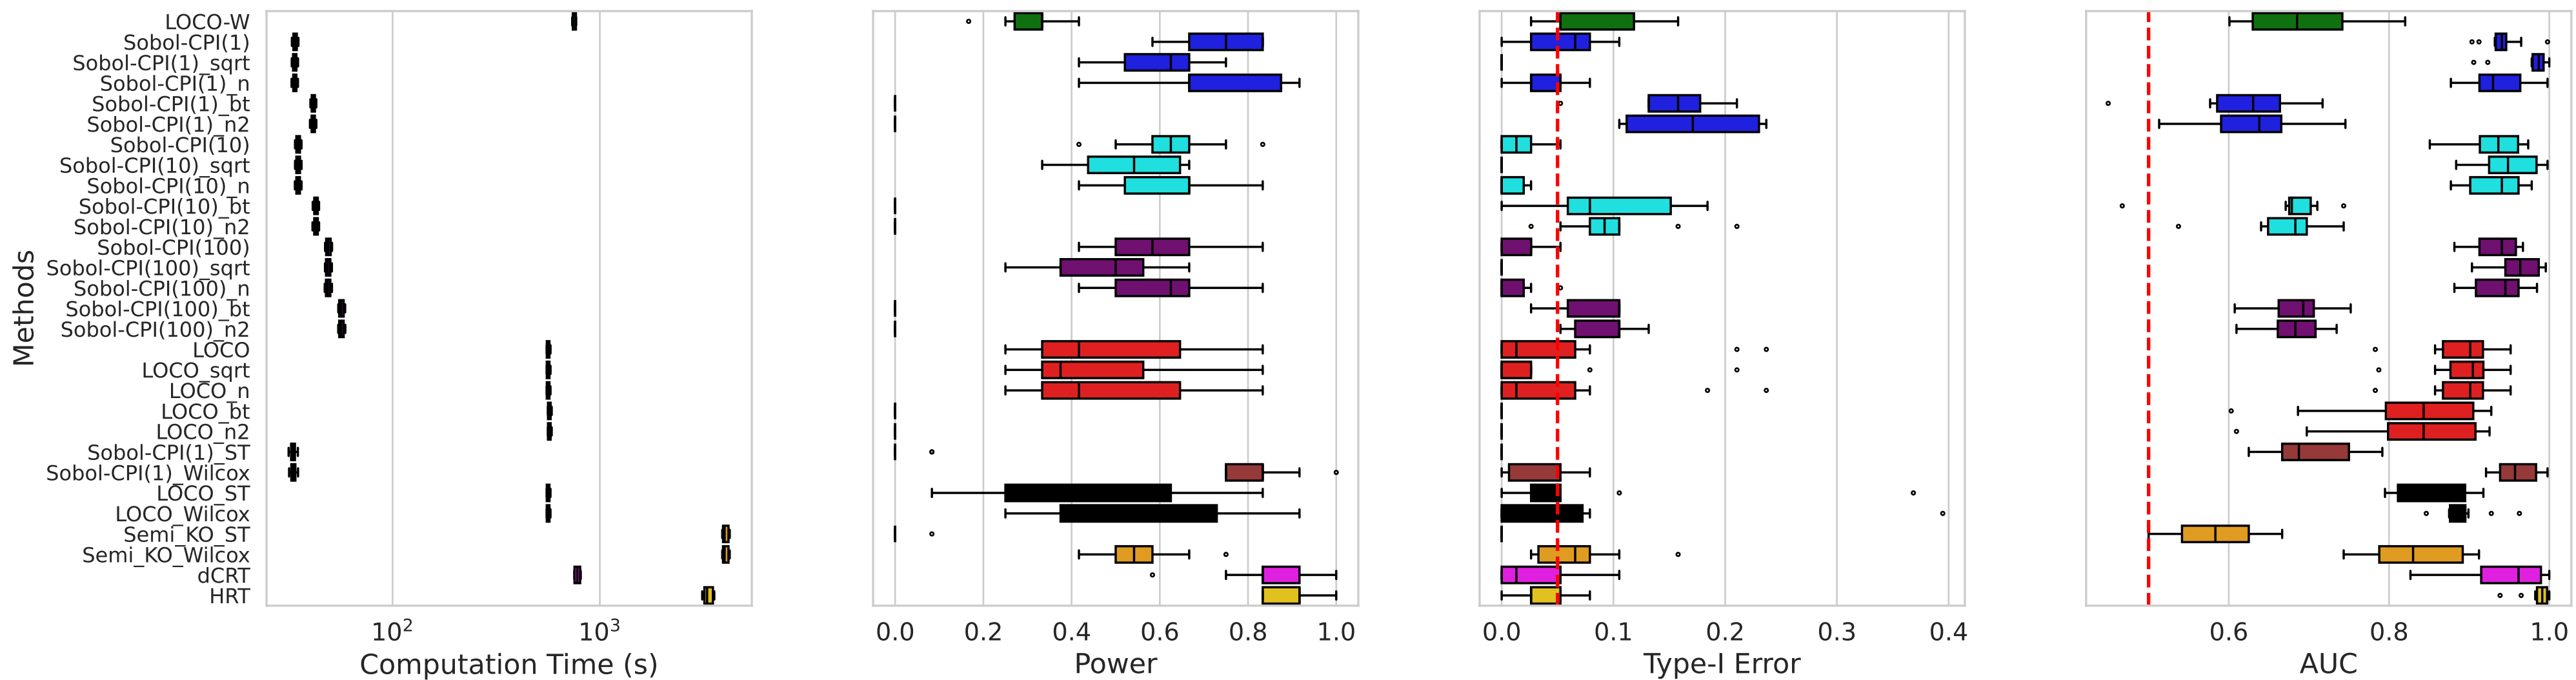 Methods
LOCO-W
Sobol-CPI(1)
Sobol-CPI(1)_sqrt
Sobol-CPI(1)_n
Sobol-CPI(1)_bt
Sobol-CPI(1)_n2
Sobol-CPI(10)
Sobol-CPI(10)_sqrt
Sobol-CPI(10)_n
Sobol-CPI(10)_bt
Sobol-CPI(10)_n2
Sobol-CPI(100)
Sobol-CPI(100)_sqrt
Sobol-CPI(100)_n
Sobol-CPI(100)_bt
Sobol-CPI(100)_n2
LOCO
LOCO_sqrt
LOCO_n
LOCO_bt
LOCO_n2
Sobol-CPI(1)_ST
Sobol-CPI(1)_Wilcox
LOCO_ST
LOCO_Wilcox
Semi_KO_ST
Semi_KO_Wilcox
dCRT
HRT
10² 10³
Computation Time (s)
0.0 0.2 0.4 0.6 0.8 1.0
Power
0.0 0.1 0.2 0.3 0.4
Type-I Error
0.6 0.8 1.0
AUC